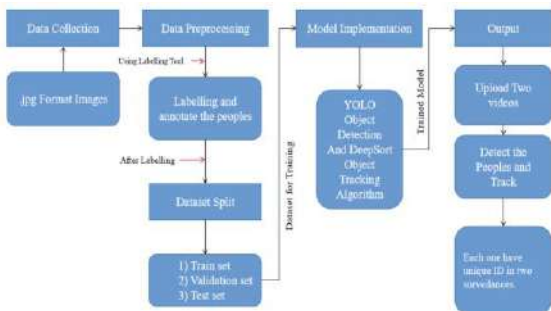 Data Collection
.jpg Format Images
Data Preprocessing
Using Labelling Tool
Labelling and
annotate the peoples
After Labelling
Dataset Split
1) Train set
2) Validation set
3) Test set
Dataset for Training
Model Implementation
YOLO
Object
Detection
And DeepSort
Object
Tracking
Algorithm
Trained Model
Output
Upload Two
videos
Detect the
Peoples and
Track
Each one have
unique ID in two
surveilances.